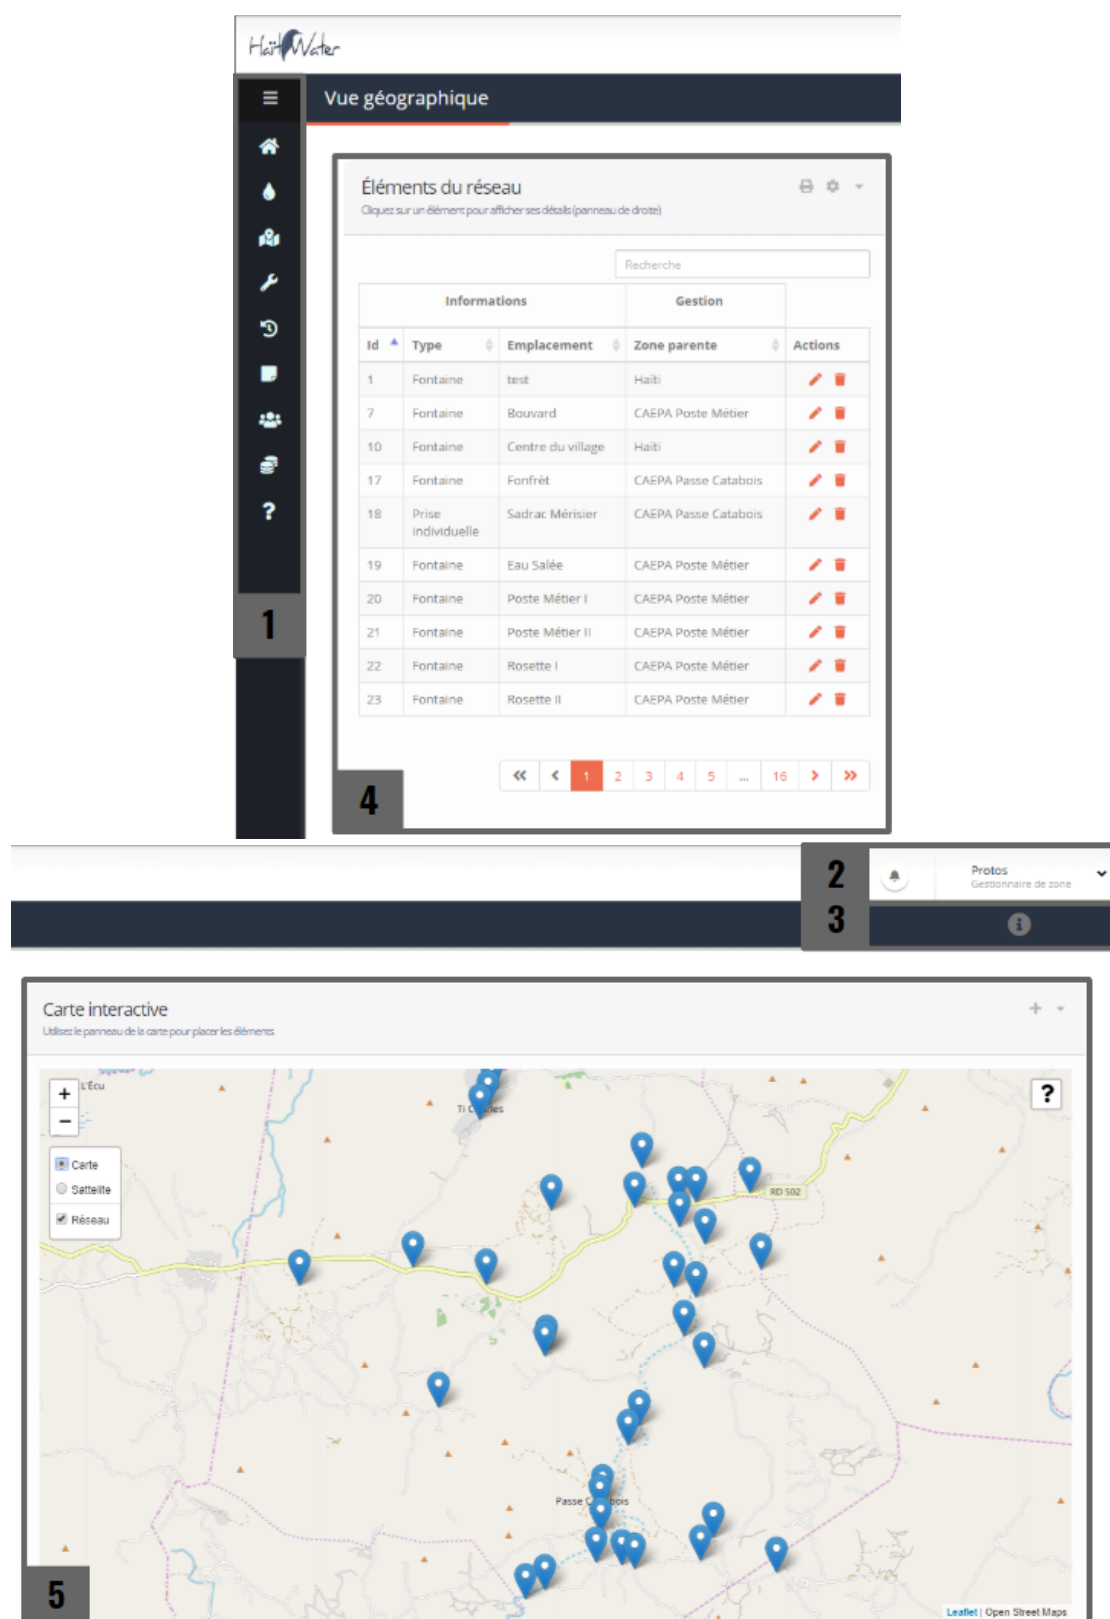 Haïti Water
Vue géographique
Éléments du réseau
Cliquez sur un élément pour afficher ses détails (panneau de droite)
Recherche
Informations Gestion
Id Type Emplacement Zone parente Actions
1 Fontaine test Haïti
7 Fontaine Bouvard CAEPA Poste Métier
10 Fontaine Centre du village Haïti
17 Fontaine Fonfrèt CAEPA Passe Catabois
18 Prise individuelle Sadrac Mérisier CAEPA Passe Catabois
19 Fontaine Eau Salée CAEPA Poste Métier
20 Fontaine Poste Métier I CAEPA Poste Métier
21 Fontaine Poste Métier II CAEPA Poste Métier
22 Fontaine Rosette I CAEPA Poste Métier
23 Fontaine Rosette II CAEPA Poste Métier
« ‹ 1 2 3 4 5 ... 16 › »
1
4
2
Protos
Gestionnaire de zone
3
Carte interactive
Utilisez le panneau de la carte pour placer les éléments
+
−
L'Écu
?
Carte
Sattelite
Réseau
RD 502
Passe
5
Leaflet | Open Street Maps